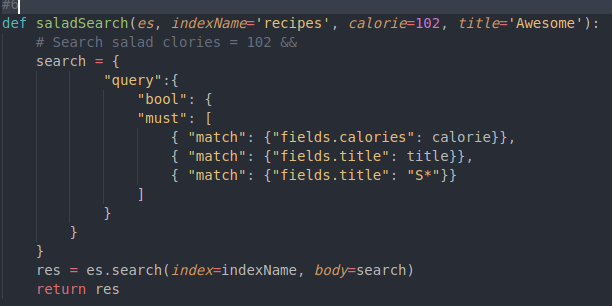 #6
def saladSearch(es, indexName='recipes', calorie=102, title='Awesome'):
    # Search salad clories = 102 &&
    search = {
            "query":{
                "bool": {
                "must": [
                    { "match": {"fields.calories": calorie}},
                    { "match": {"fields.title": title}},
                    { "match": {"fields.title": "S*"}}
                ]
            }
        }
    }
    res = es.search(index=indexName, body=search)
    return res